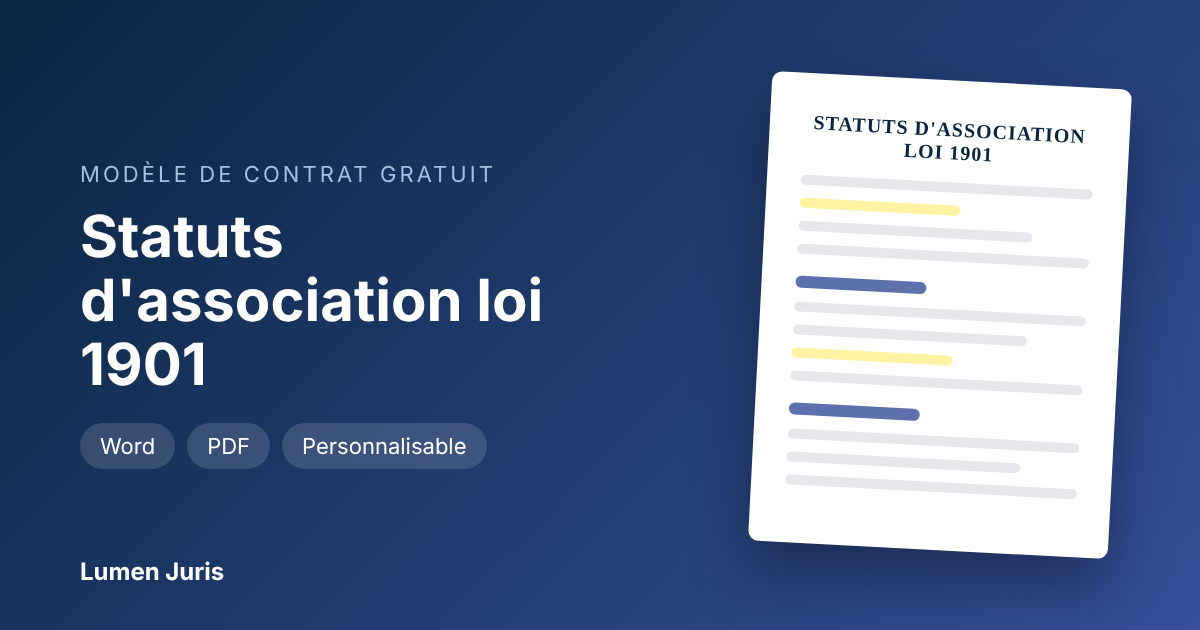 MODÈLE DE CONTRAT GRATUIT
Statuts
d'association loi
1901
Word
PDF
Personnalisable
Lumen Juris
STATUTS D'ASSOCIATION
LOI 1901